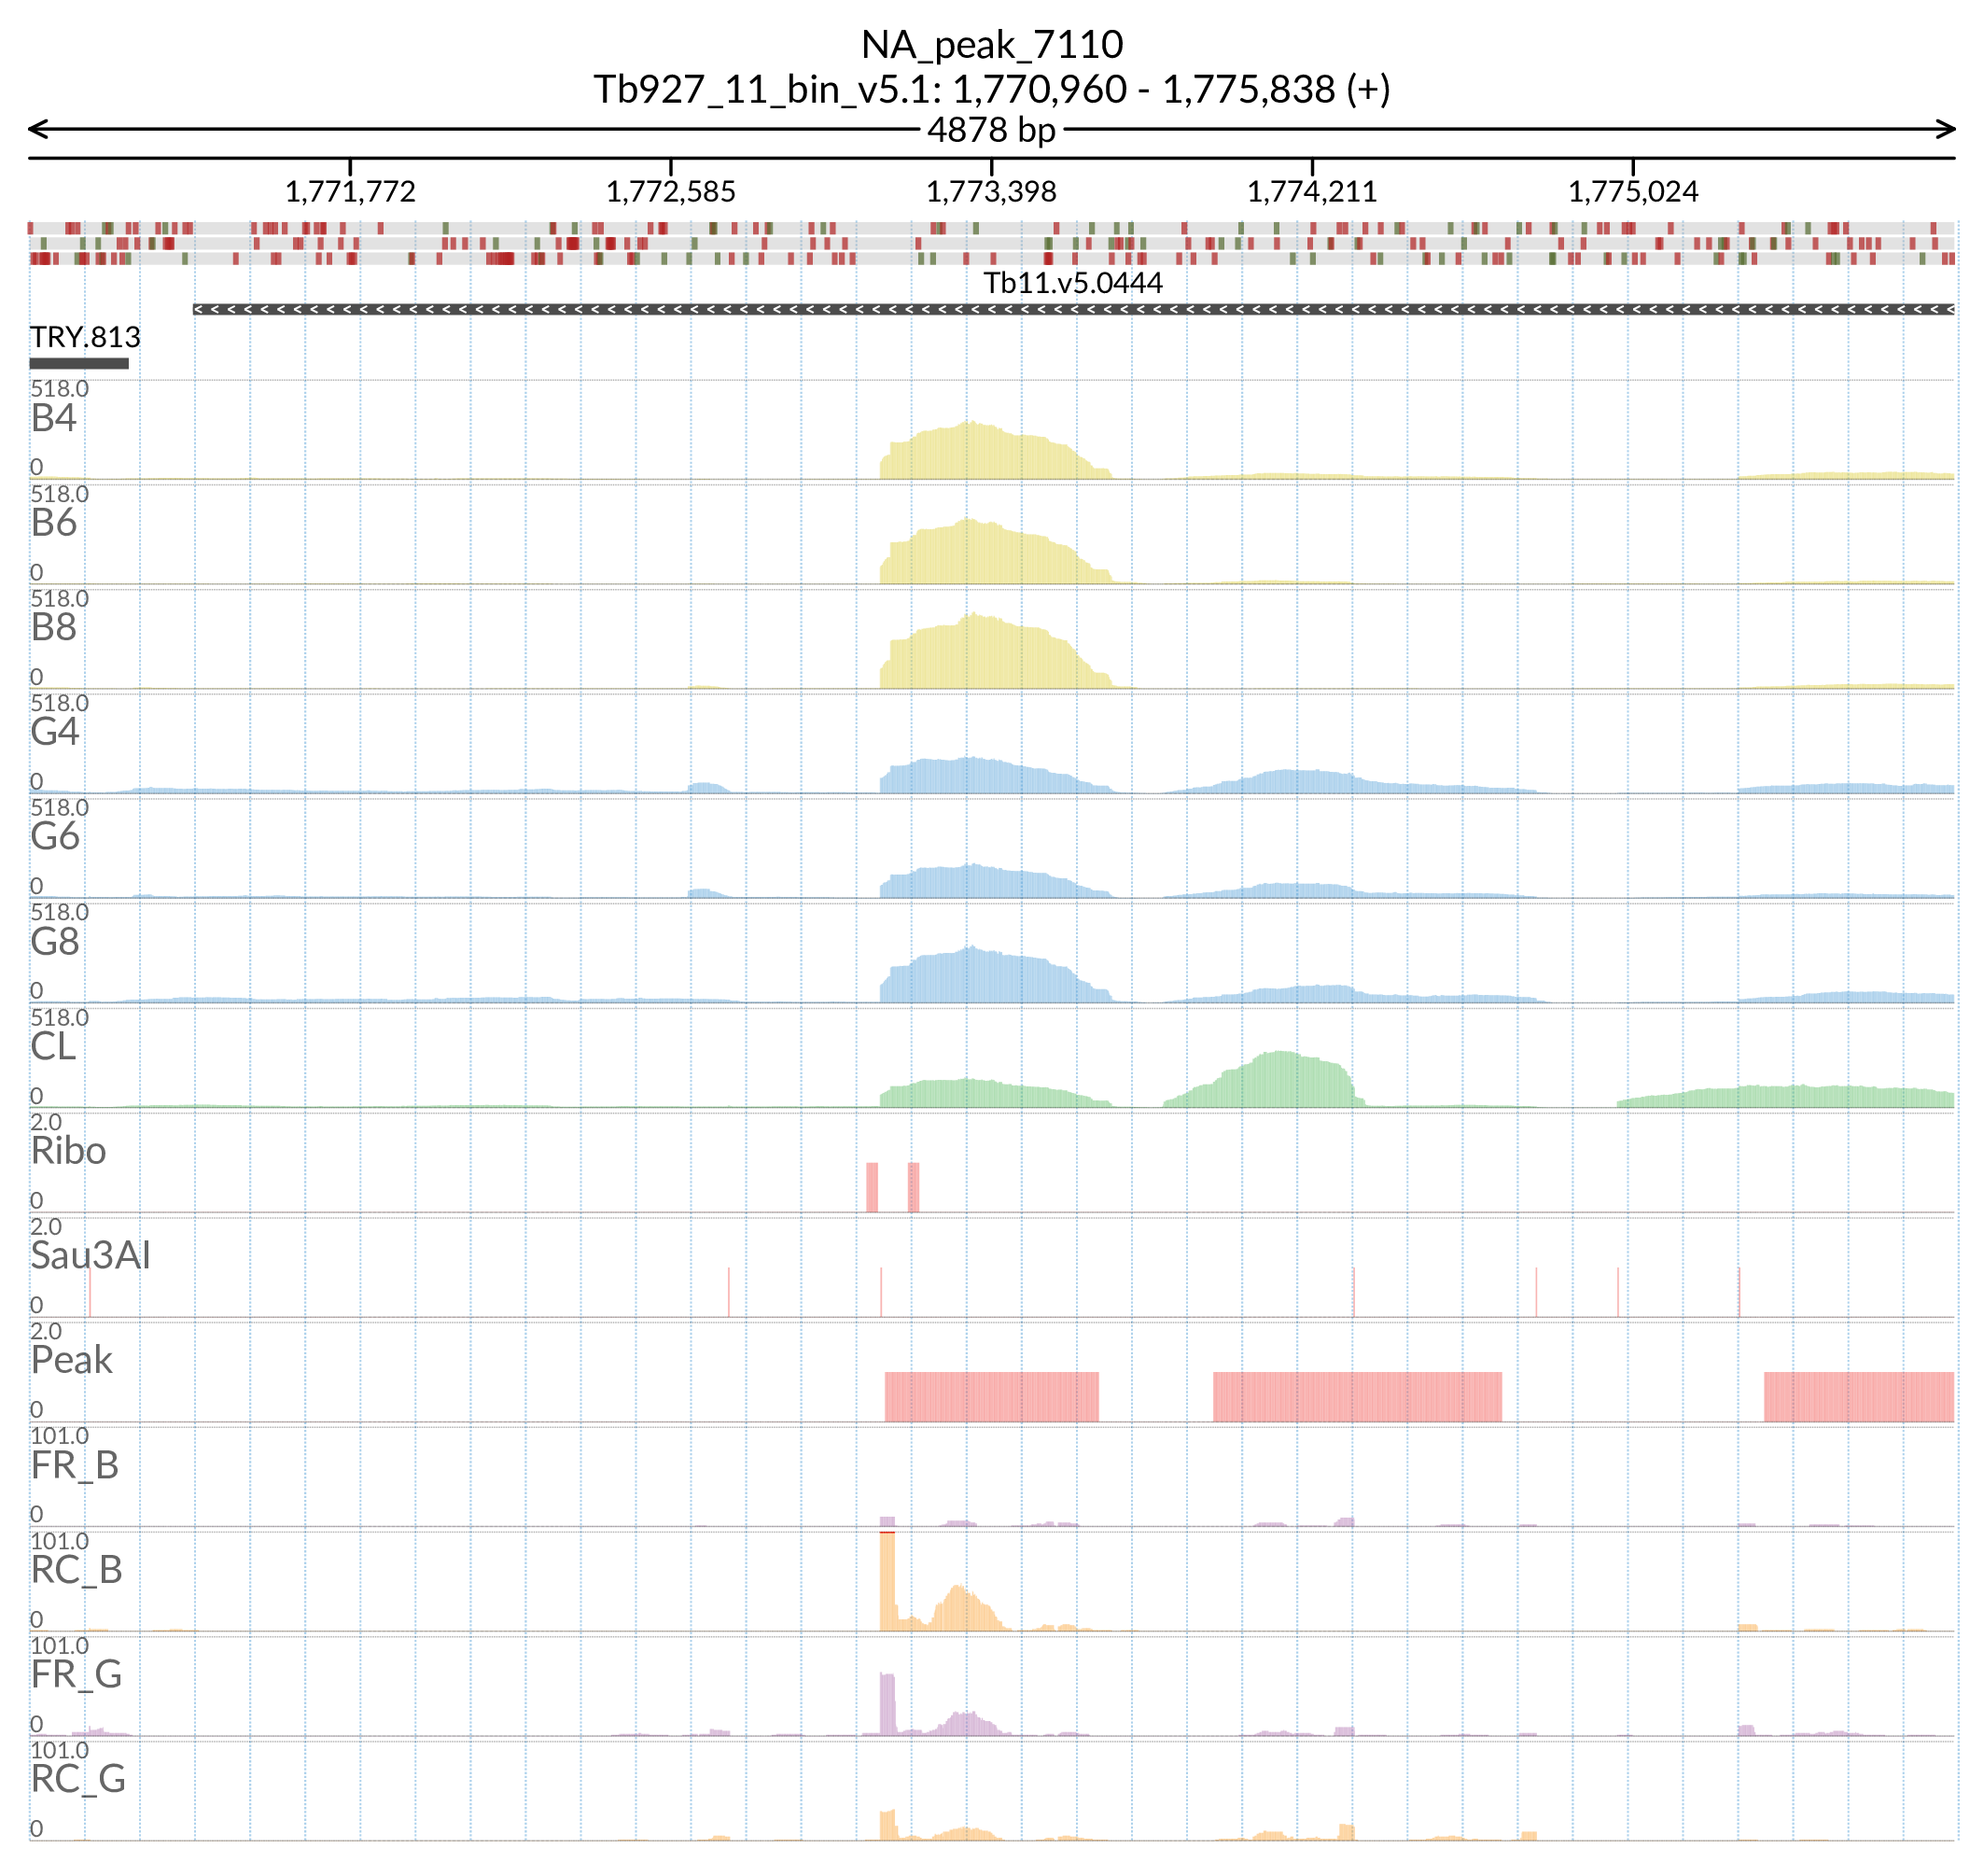 NA_peak_7110
Tb927_11_bin_v5.1: 1,770,960 - 1,775,838 (+)
4878 bp
1,771,772 1,772,585 1,773,398 1,774,211 1,775,024
Tb11.v5.0444
TRY.813
518.0
B4
0
518.0
B6
0
518.0
B8
0
518.0
G4
0
518.0
G6
0
518.0
G8
0
518.0
CL
0
2.0
Ribo
0
2.0
Sau3AI
0
2.0
Peak
0
101.0
FR_B
0
101.0
RC_B
0
101.0
FR_G
0
101.0
RC_G
0